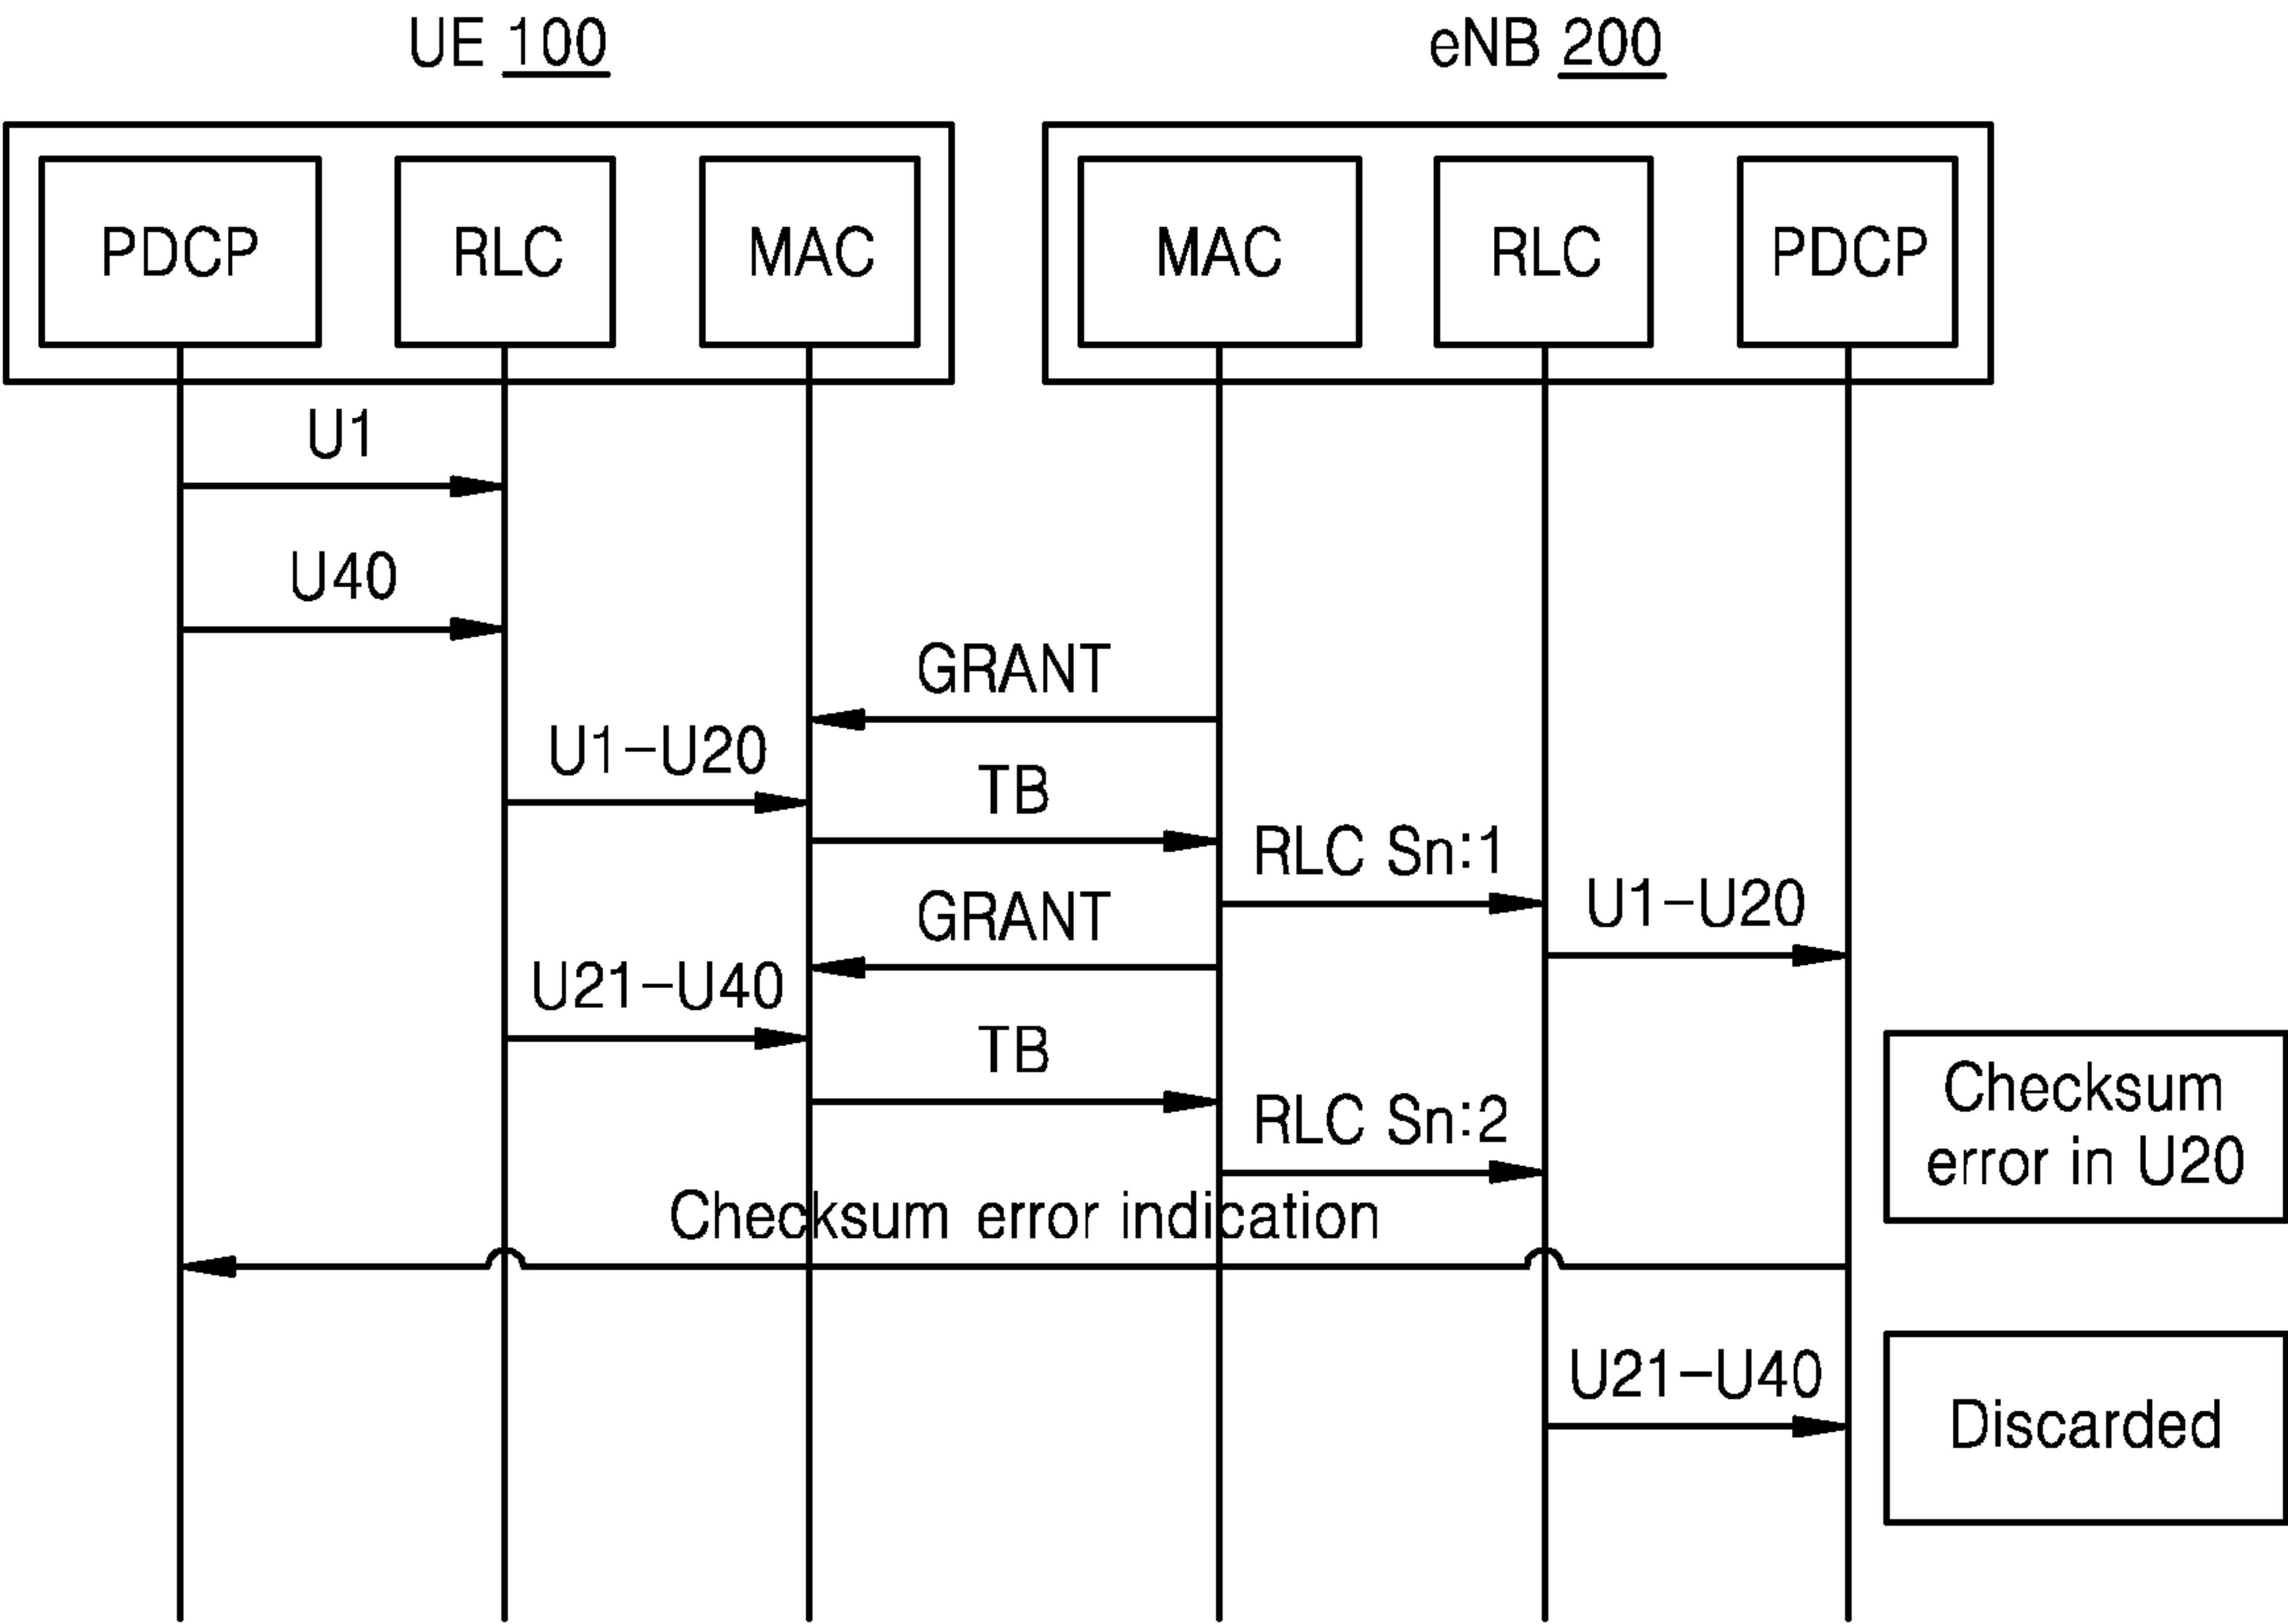 UE 100
eNB 200
PDCP
RLC
MAC
MAC
RLC
PDCP
U1
U40
GRANT
U1-U20
TB
RLC Sn:1
U1-U20
GRANT
U21-U40
TB
RLC Sn:2
Checksum
error in U20
Checksum error indication
U21-U40
Discarded